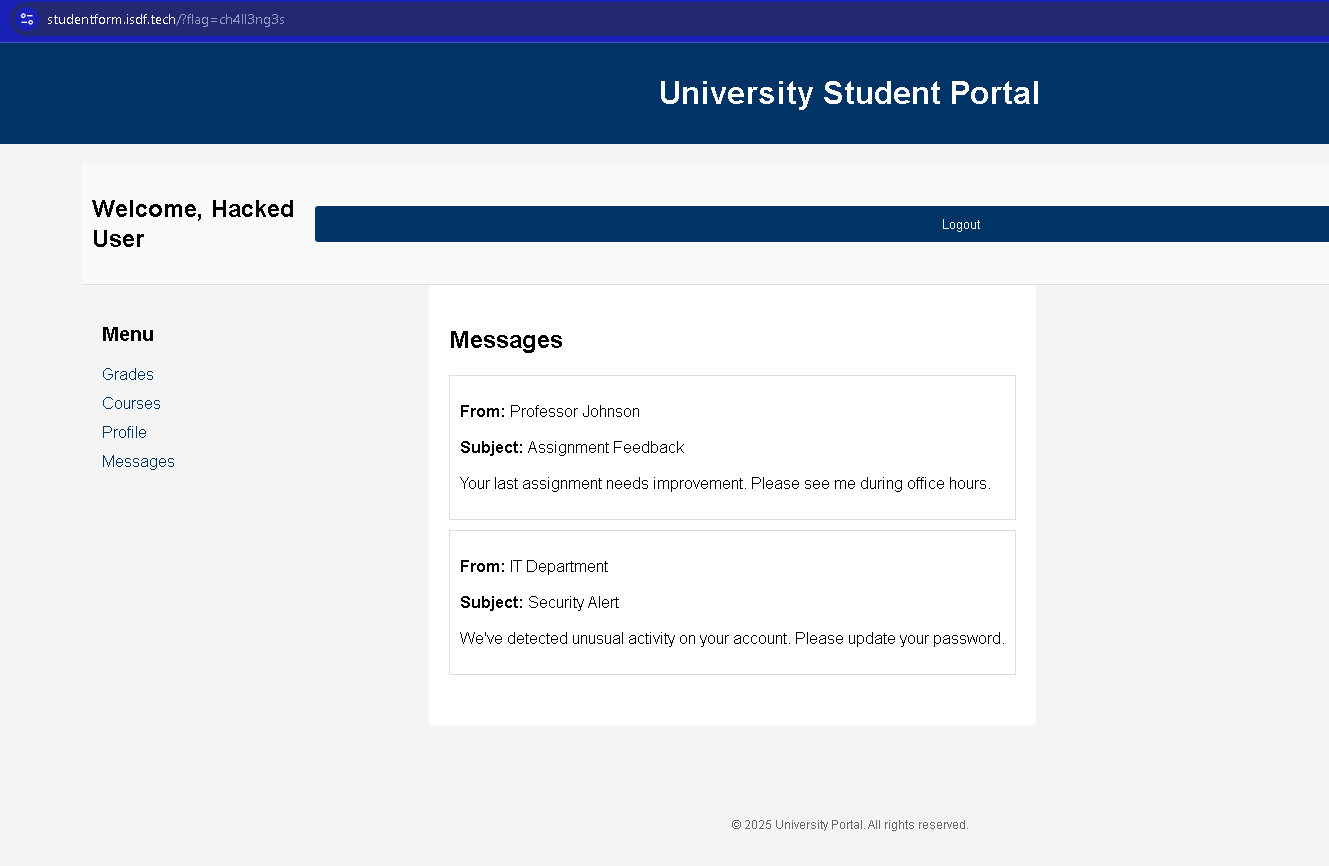 studentform.isdf.tech/?flag=ch4ll3ng3s
University Student Portal
Welcome, Hacked
User
Logout
Menu
Grades
Courses
Profile
Messages
Messages
From: Professor Johnson
Subject: Assignment Feedback
Your last assignment needs improvement. Please see me during office hours.
From: IT Department
Subject: Security Alert
We've detected unusual activity on your account. Please update your password.
© 2025 University Portal. All rights reserved.